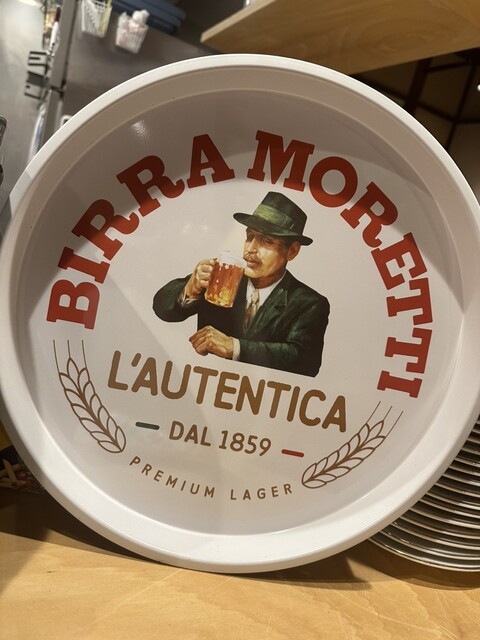 BIRRA MORETTI
L'AUTENTICA
DAL 1859
PREMIUM LAGER